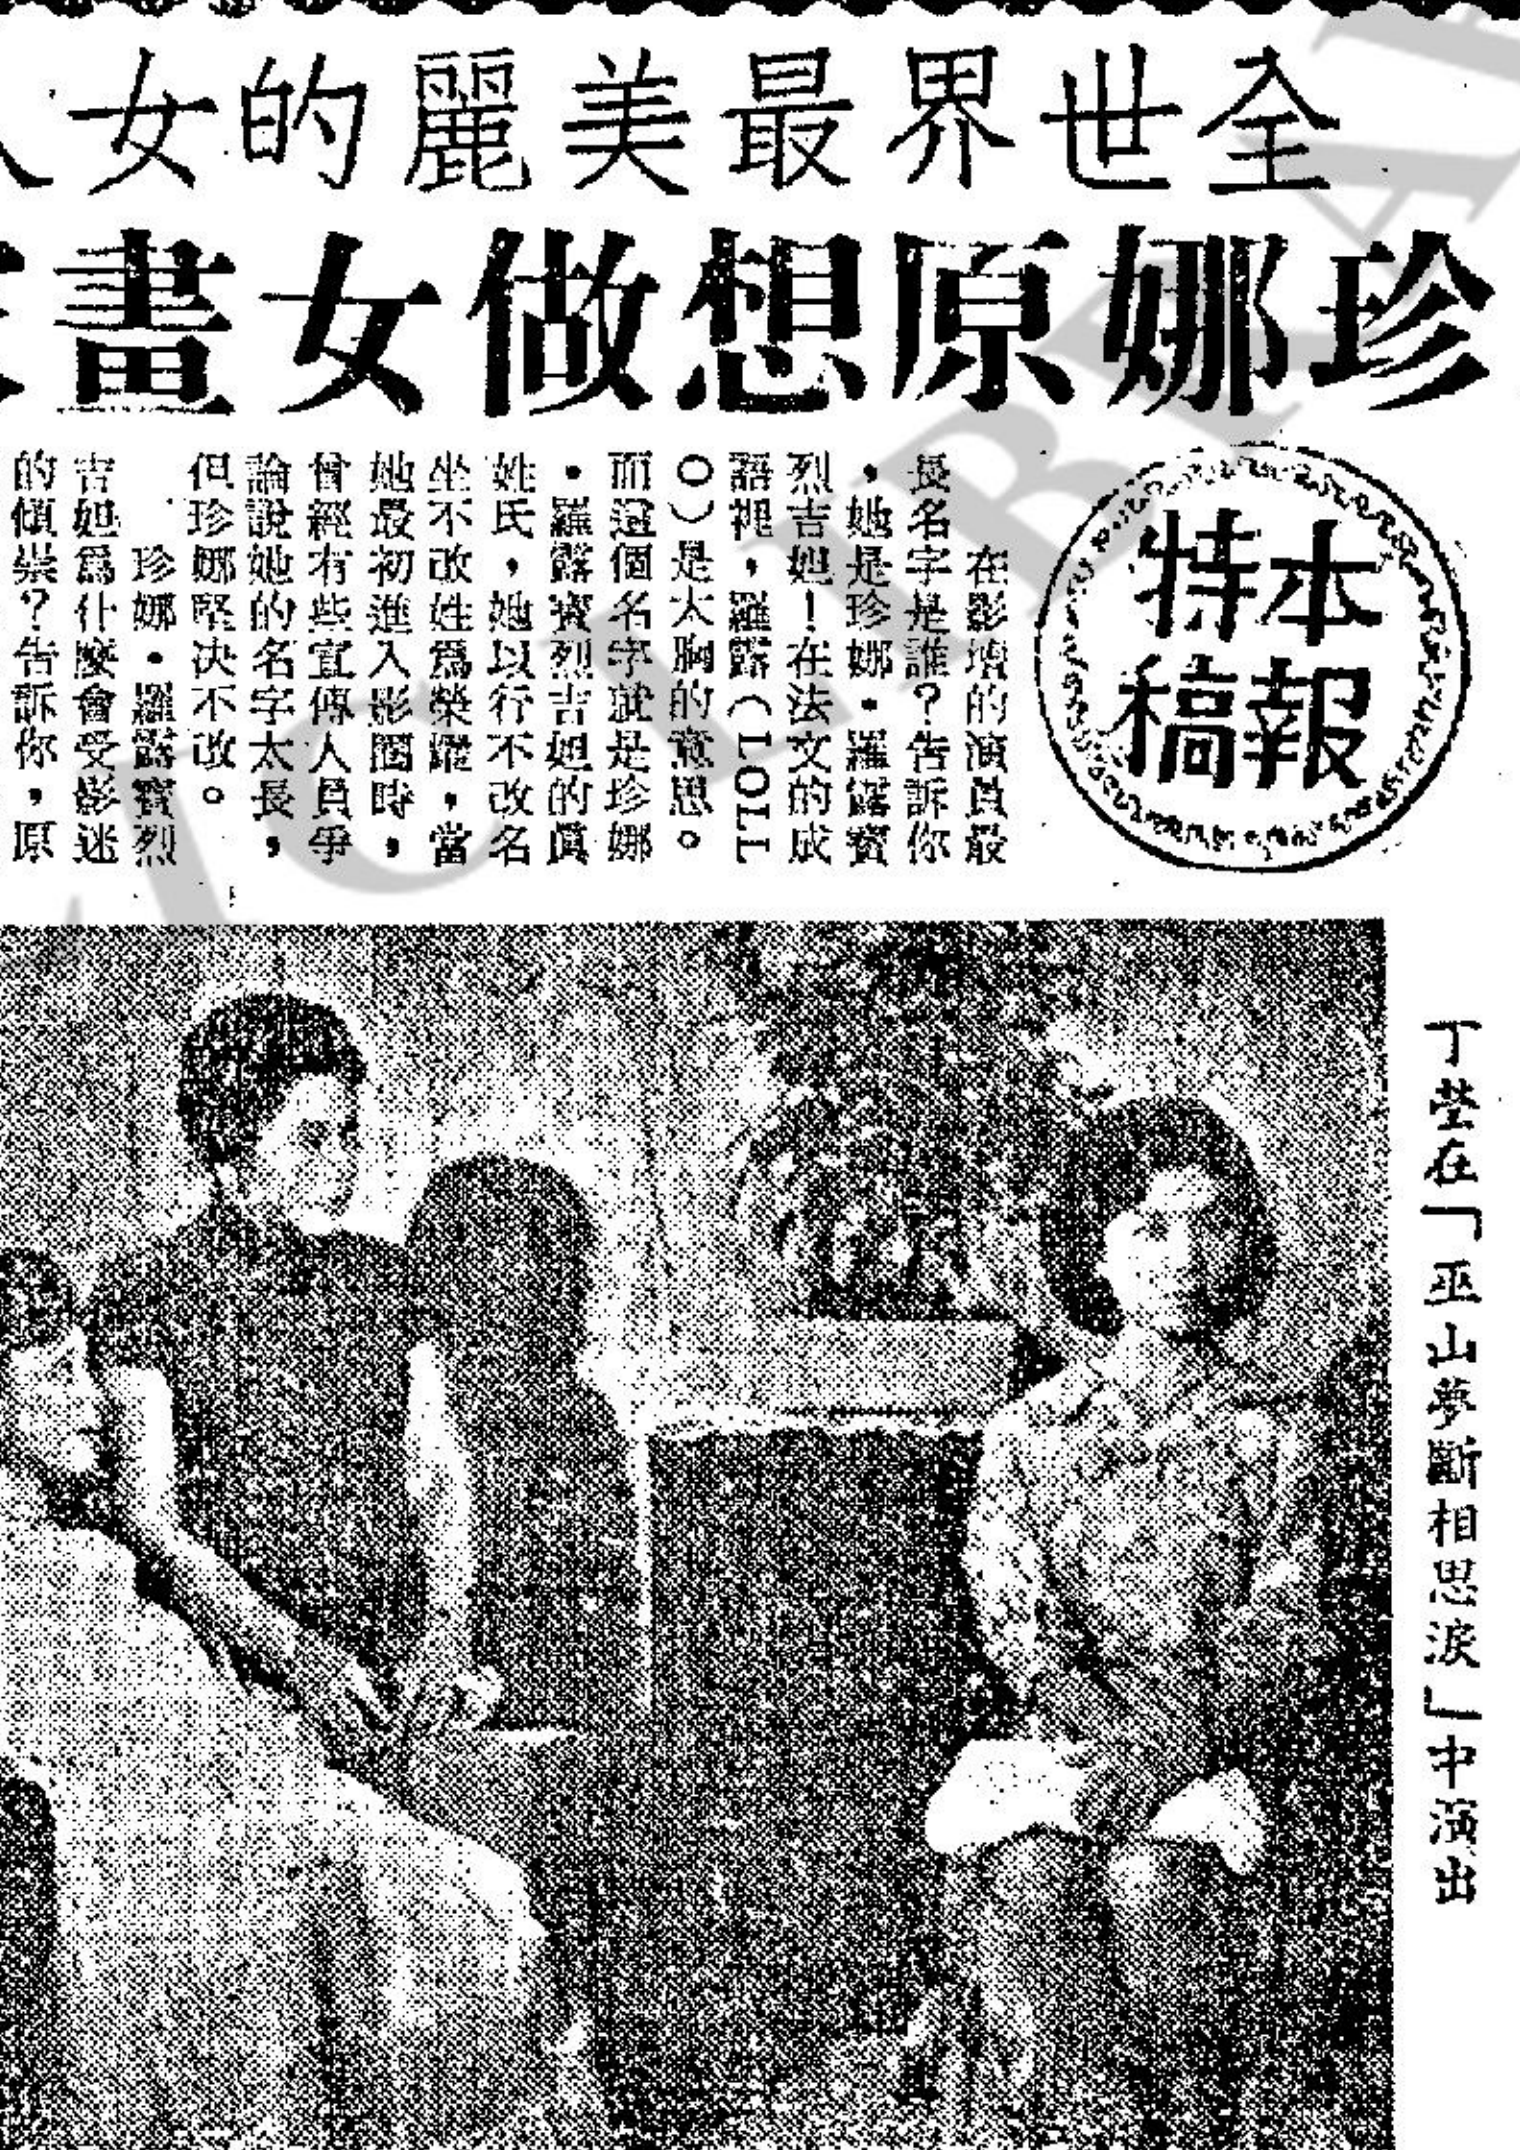 全世界最美麗的女人
珍娜原想做女畫
本報
特稿
在影壇的演員最
長名字是誰？告訴你
，她是珍娜·羅露賓
烈吉妲！在法文的成
語裡，羅露（LOLL
O）是大胸的意思。
而這個名字就是珍娜
·羅露賓烈吉妲的眞
姓氏，她以行不改名
坐不改姓爲榮耀，當
她最初進入影圈時，
曾經有些宣傳人員爭
論說她的名字太長，
但珍娜堅决不改。
珍娜·羅露賓烈
吉妲爲什麽會受影迷
的傾崇？告訴你，原
丁瑩在「巫山夢斷相思淚」中演出
LIBRAR